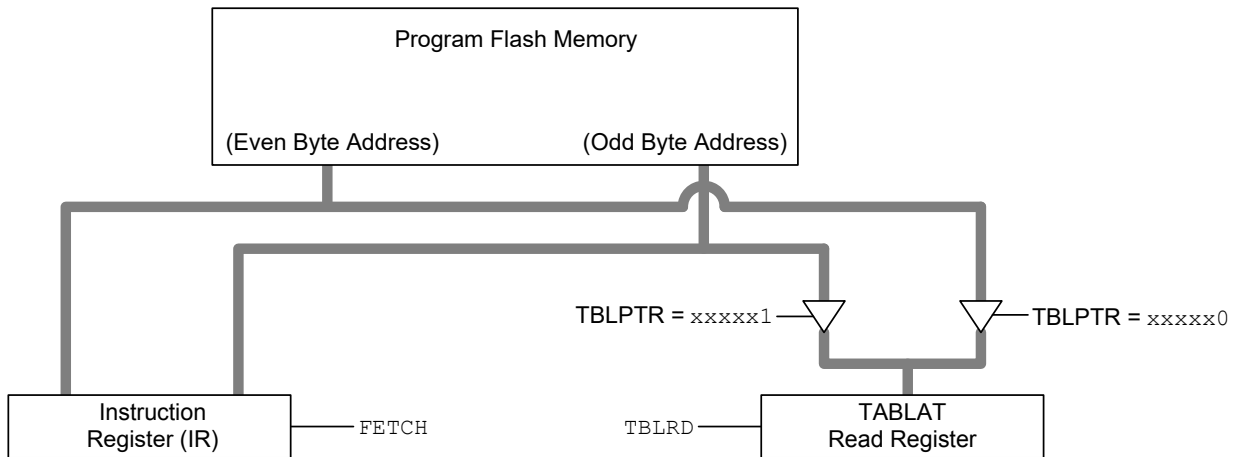 Program Flash Memory
(Even Byte Address) (Odd Byte Address)
TBLPTR = xxxxx1 TBLPTR = xxxxx0
Instruction
Register (IR)
FETCH
TBLRD
TABLAT
Read Register